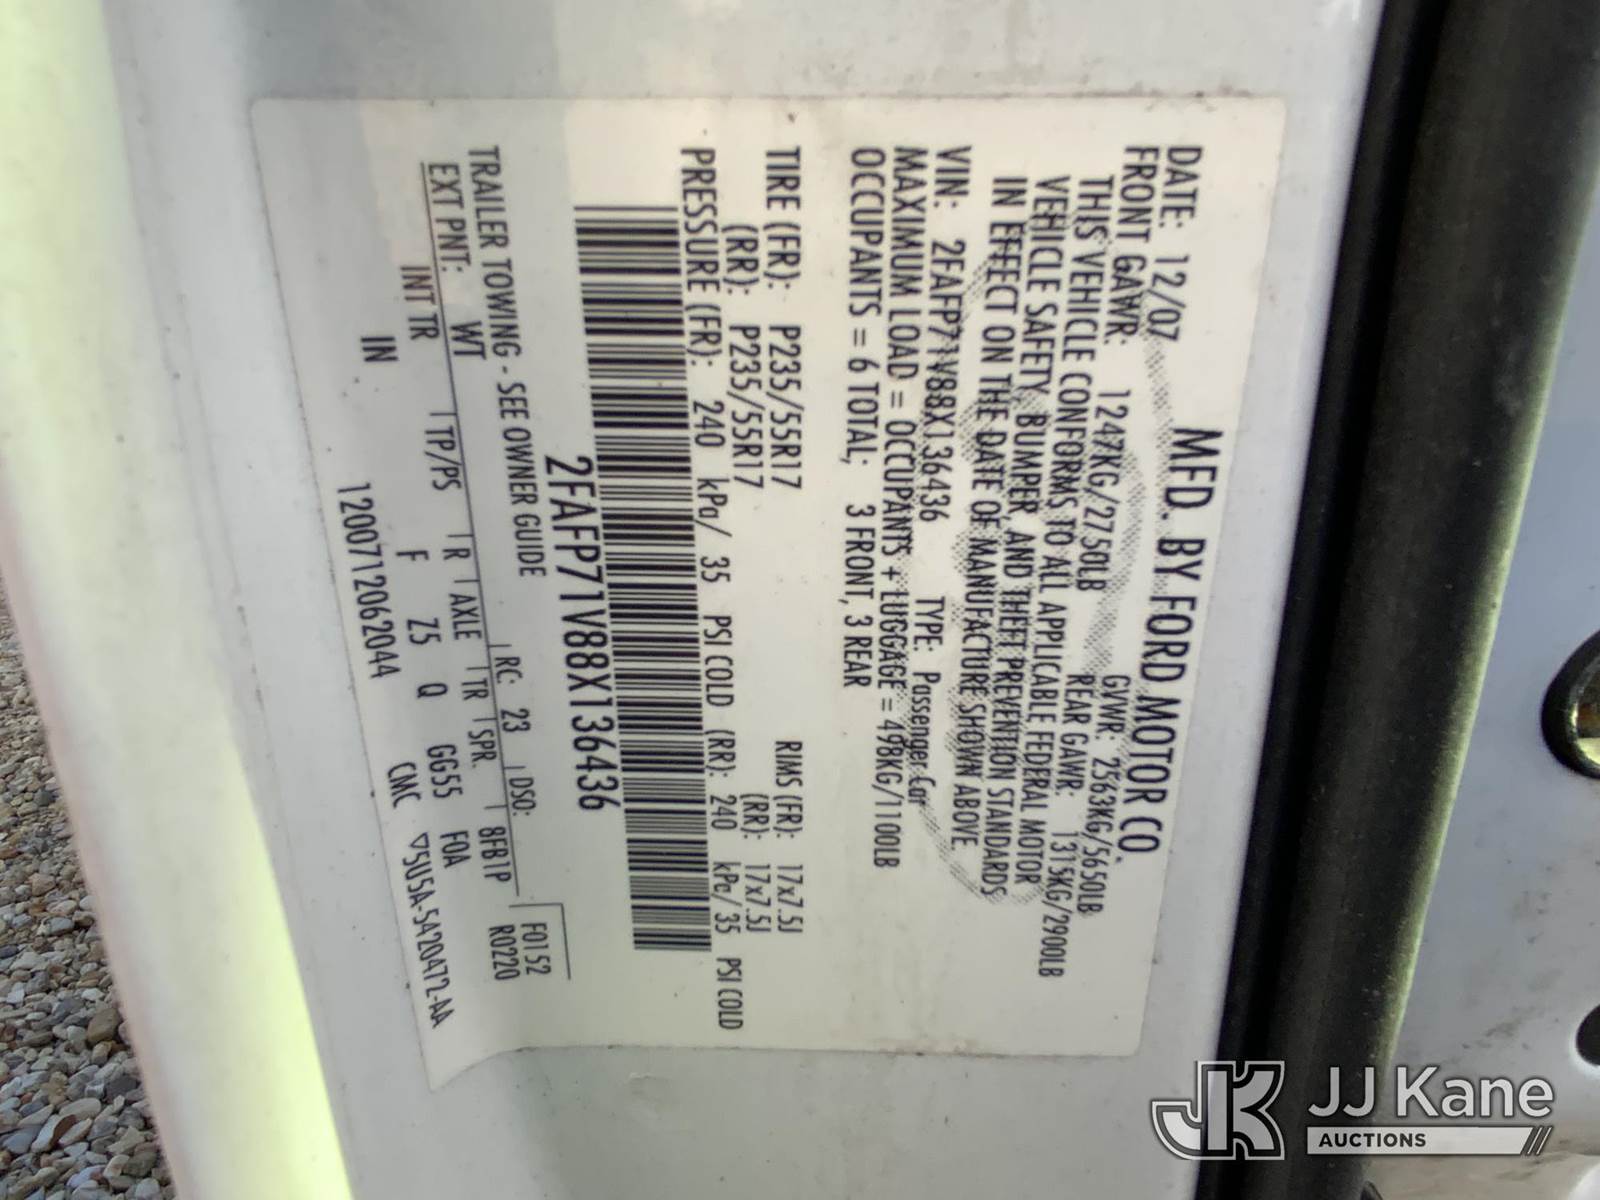 MFD. BY FORD MOTOR CO.
DATE: 12/07 GVWR: 2563KG/5650LB
FRONT GAWR: 1247KG/2750LB REAR GAWR: 1315KG/2900LB
THIS VEHICLE CONFORMS TO ALL APPLICABLE FEDERAL MOTOR
VEHICLE SAFETY, BUMPER, AND THEFT PREVENTION STANDARDS
IN EFFECT ON THE DATE OF MANUFACTURE SHOWN ABOVE.
VIN: 2FAFP71V88X136436 TYPE: Passenger Car
MAXIMUM LOAD = OCCUPANTS + LUGGAGE = 498KG/1100LB
OCCUPANTS = 6 TOTAL; 3 FRONT, 3 REAR
TIRE (FR): P235/55R17 RIMS (FR): 17x7.5J
(RR): P235/55R17 (RR): 17x7.5J
PRESSURE (FR): 240 kPa/ 35 PSI COLD (RR): 240 kPa/ 35 PSI COLD
2FAFP71V88X136436
TRAILER TOWING - SEE OWNER GUIDE F0152
RC: 23 DSO: R0220
EXT PNT: WT 8FB1P
INT TR TP/PS R AXLE TR SPR. F0A
IN F Z5 Q GG55 ▽5U5A-5420472-AA
1200712062044 CMC
JK JJ Kane
AUCTIONS